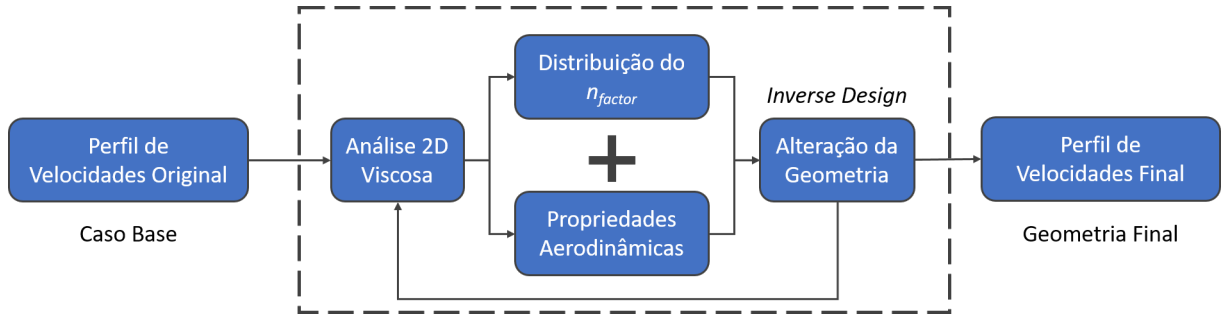 Perfil de
Velocidades Original
Caso Base
Análise 2D
Viscosa
Distribuição do
n_factor
+
Propriedades
Aerodinâmicas
Inverse Design
Alteração da
Geometria
Perfil de
Velocidades Final
Geometria Final